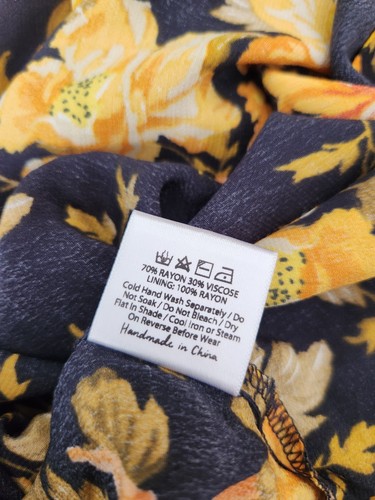 70% RAYON 30% VISCOSE
LINING: 100% RAYON
Cold Hand Wash Separately / Do
Not Soak / Do Not Bleach / Dry
Flat In Shade / Cool Iron or Steam
On Reverse Before Wear
Handmade in China